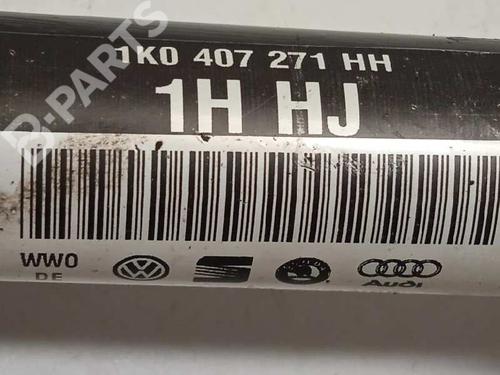 1K0 407 271 HH
1H HJ
WWO
DE
Audi
B-PARTS